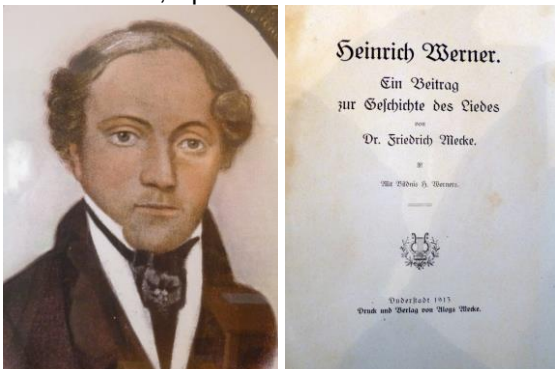 Heinrich Werner.
Ein Beitrag
zur Geschichte des Liedes
von
Dr. Friedrich Mecke.
Mit Bildnis H. Werners.
Duderstadt 1913
Druck und Verlag von Aloys Mecke.